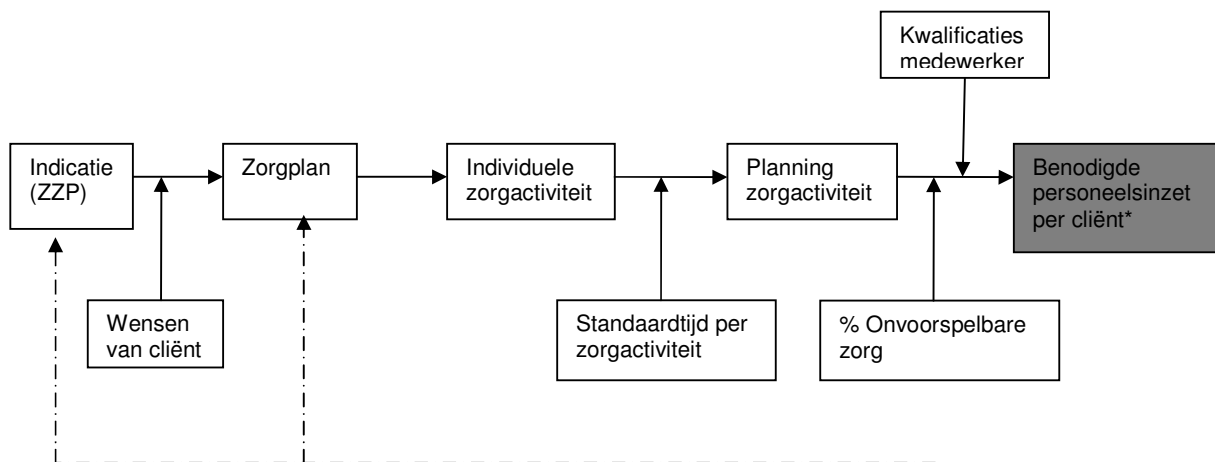 Kwalificaties
medewerker
Indicatie
(ZZP)
Zorgplan
Individuele
zorgactiviteit
Planning
zorgactiviteit
Benodigde
personeelsinzet
per cliënt*
Wensen
van cliënt
Standaardtijd per
zorgactiviteit
% Onvoorspelbare
zorg